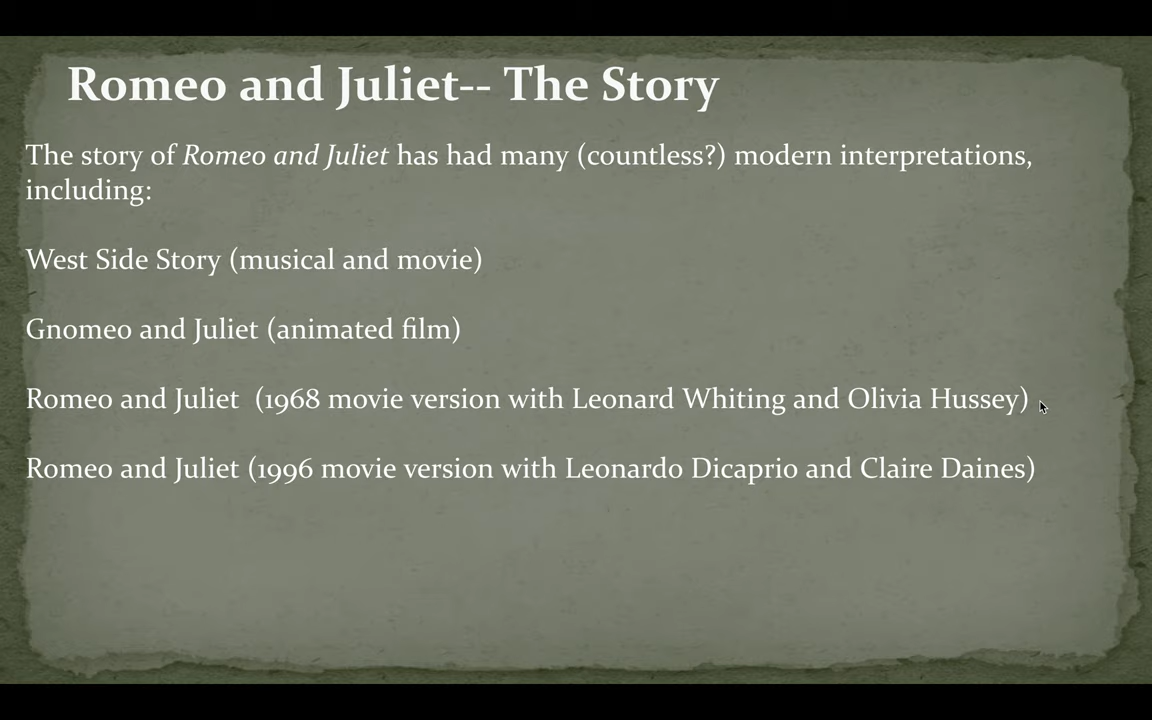 Romeo and Juliet-- The Story
The story of Romeo and Juliet has had many (countless?) modern interpretations,
including:
West Side Story (musical and movie)
Gnomeo and Juliet (animated film)
Romeo and Juliet  (1968 movie version with Leonard Whiting and Olivia Hussey)
Romeo and Juliet (1996 movie version with Leonardo Dicaprio and Claire Daines)